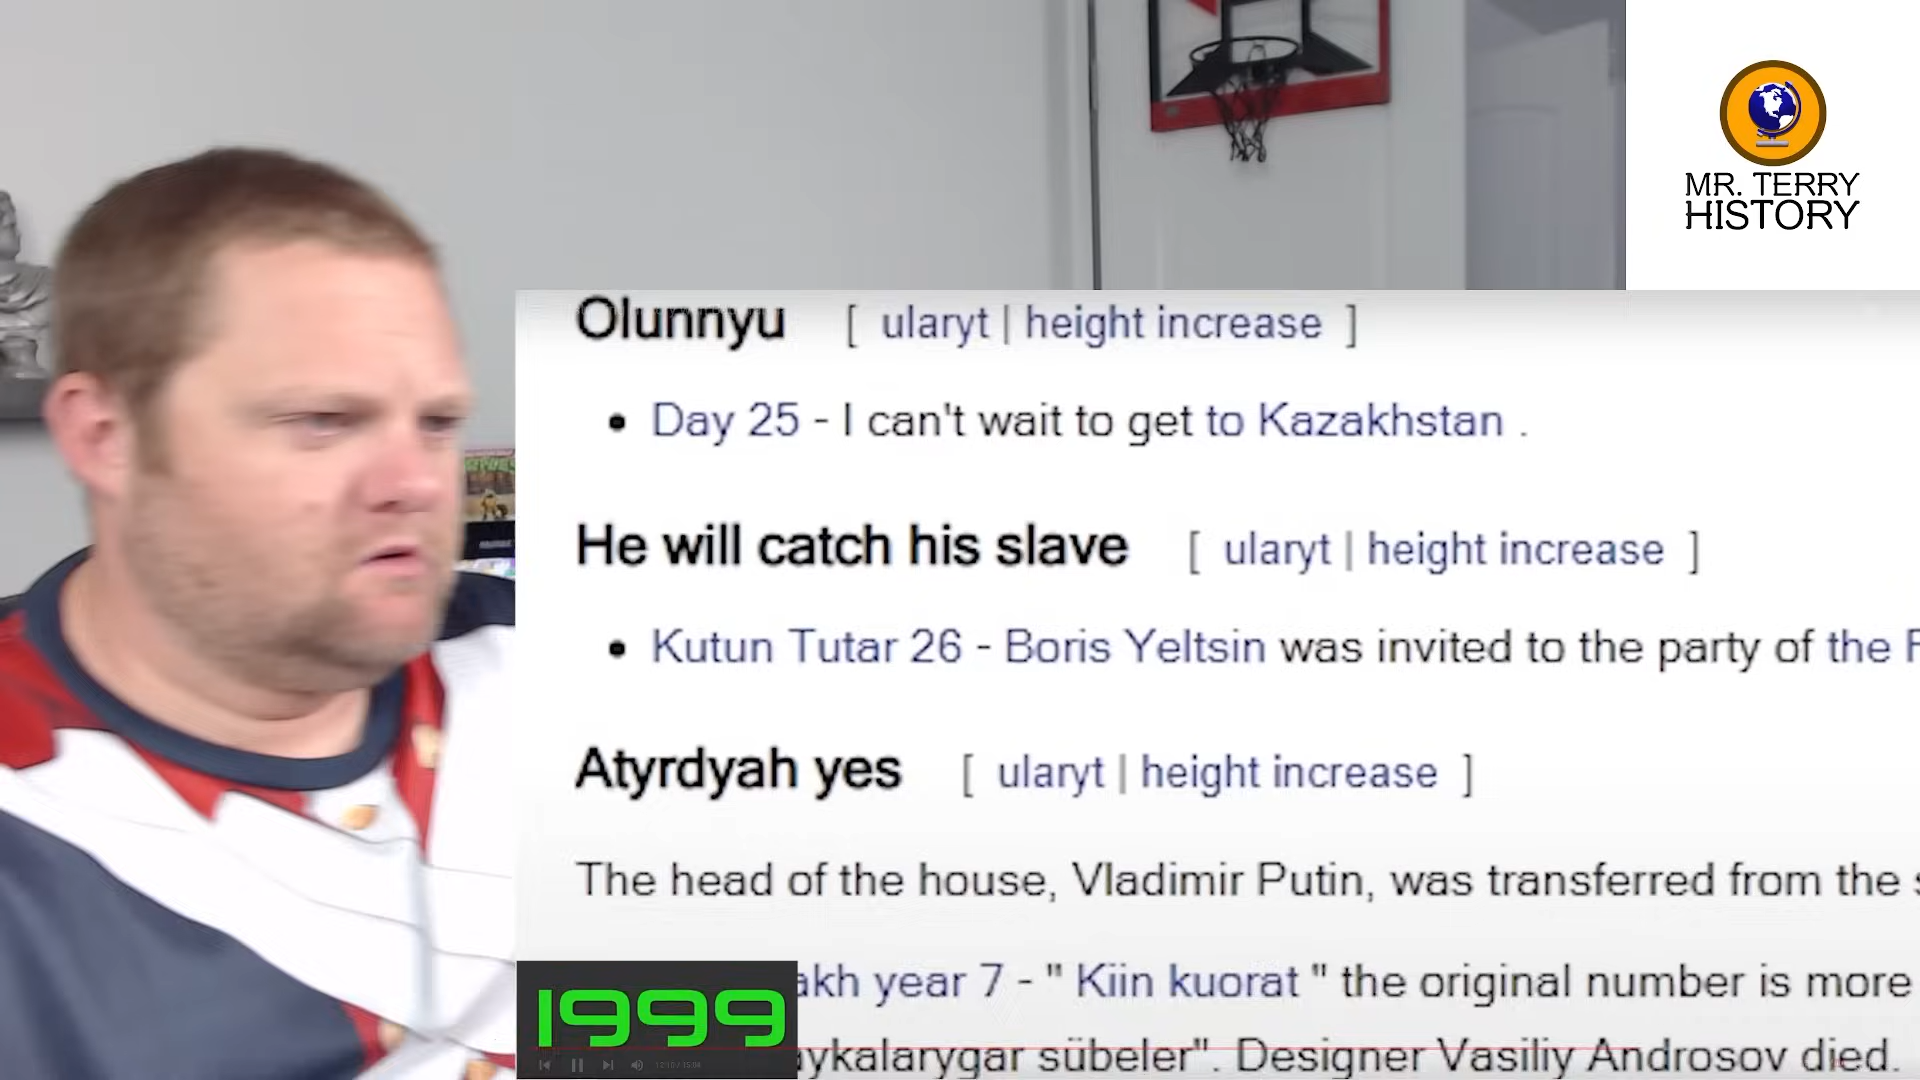 MR. TERRY
HISTORY
Olunnyu [ ularyt | height increase ]
Day 25 - I can't wait to get to Kazakhstan .
He will catch his slave [ ularyt | height increase ]
Kutun Tutar 26 - Boris Yeltsin was invited to the party of the
Atyrdyah yes [ ularyt | height increase ]
The head of the house, Vladimir Putin, was transferred from the
akh year 7 - " Kiin kuorat " the original number is more
1999
aykalarygar sübeler". Designer Vasiliy Androsov died.